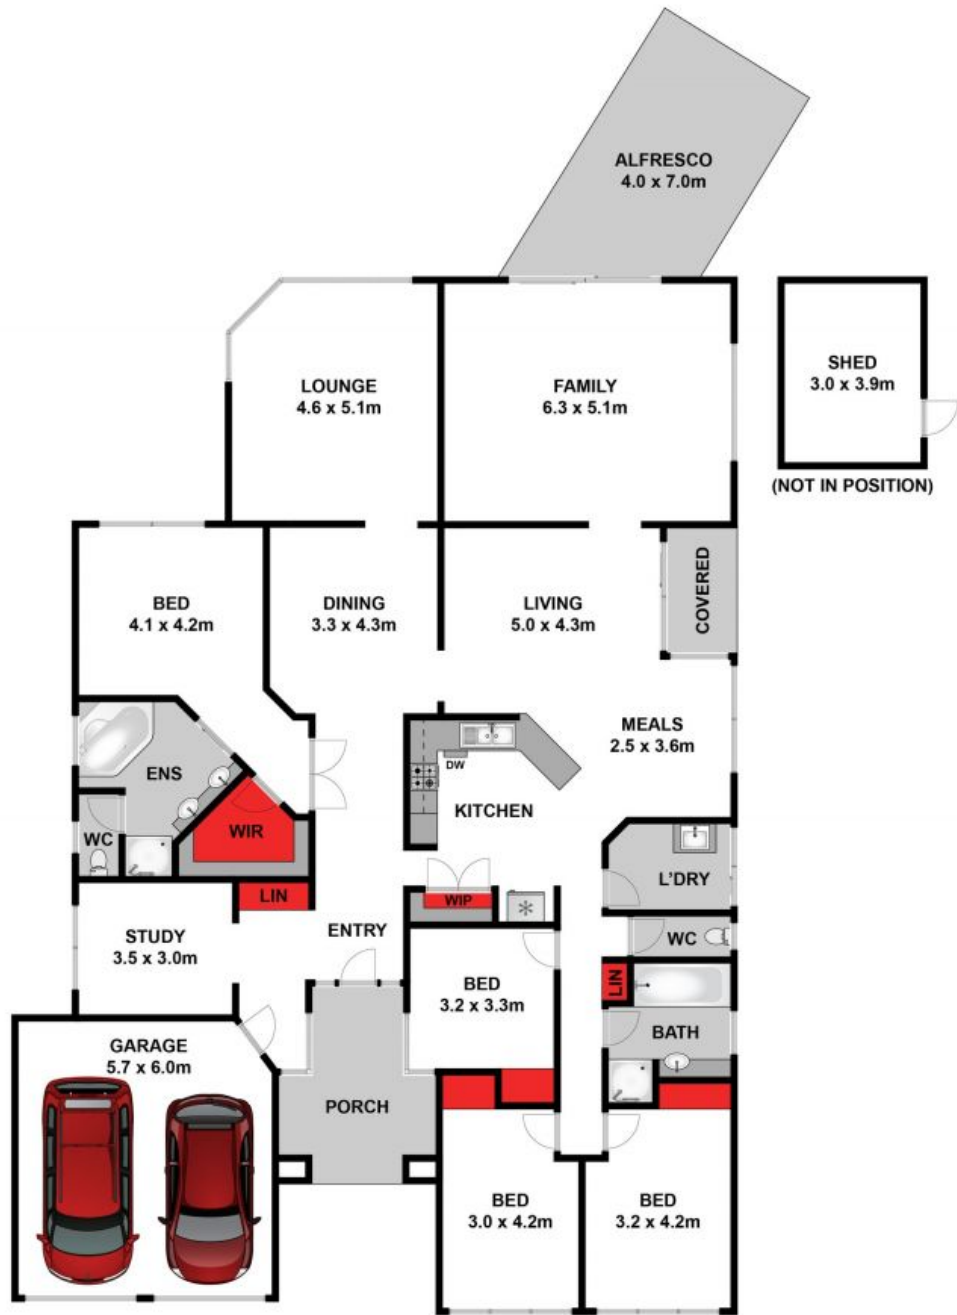 ALFRESCO
4.0 x 7.0m
SHED
3.0 x 3.9m
(NOT IN POSITION)
LOUNGE
4.6 x 5.1m
FAMILY
6.3 x 5.1m
BED
4.1 x 4.2m
DINING
3.3 x 4.3m
LIVING
5.0 x 4.3m
COVERED
MEALS
2.5 x 3.6m
ENS
DW
KITCHEN
WC
WIR
L'DRY
LIN
WIP
ENTRY
STUDY
3.5 x 3.0m
WC
BED
3.2 x 3.3m
LIN
BATH
GARAGE
5.7 x 6.0m
PORCH
BED
3.0 x 4.2m
BED
3.2 x 4.2m